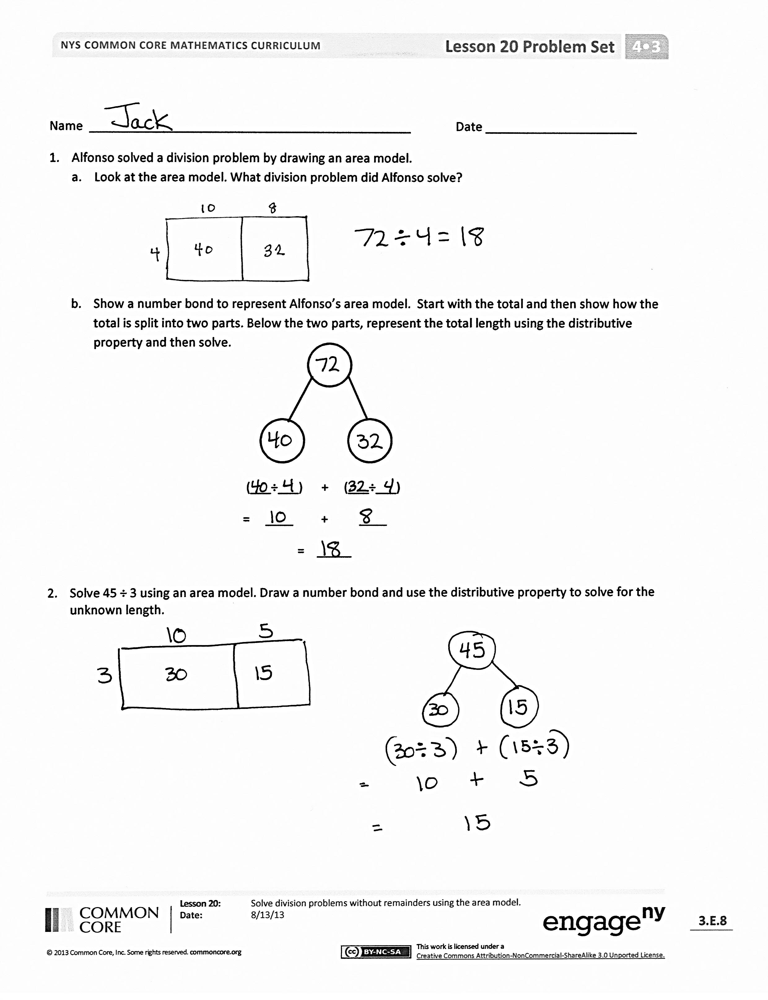 NYS COMMON CORE MATHEMATICS CURRICULUM Lesson 20 Problem Set 4•3
Name Jack Date
1. Alfonso solved a division problem by drawing an area model.
a. Look at the area model. What division problem did Alfonso solve?
10 8
4 40 32
72 ÷ 4 = 18
b. Show a number bond to represent Alfonso's area model. Start with the total and then show how the
total is split into two parts. Below the two parts, represent the total length using the distributive
property and then solve.
72
40 32
(40 ÷ 4) + (32 ÷ 4)
= 10 + 8
= 18
2. Solve 45 ÷ 3 using an area model. Draw a number bond and use the distributive property to solve for the
unknown length.
10 5
3 30 15
45
30 15
(30÷3) + (15÷3)
= 10 + 5
= 15
COMMON
CORE
Lesson 20: Solve division problems without remainders using the area model.
Date: 8/13/13
engageny
3.E.8
© 2013 Common Core, Inc. Some rights reserved. commoncore.org
cc BY-NC-SA
This work is licensed under a
Creative Commons Attribution-NonCommercial-ShareAlike 3.0 Unported License.